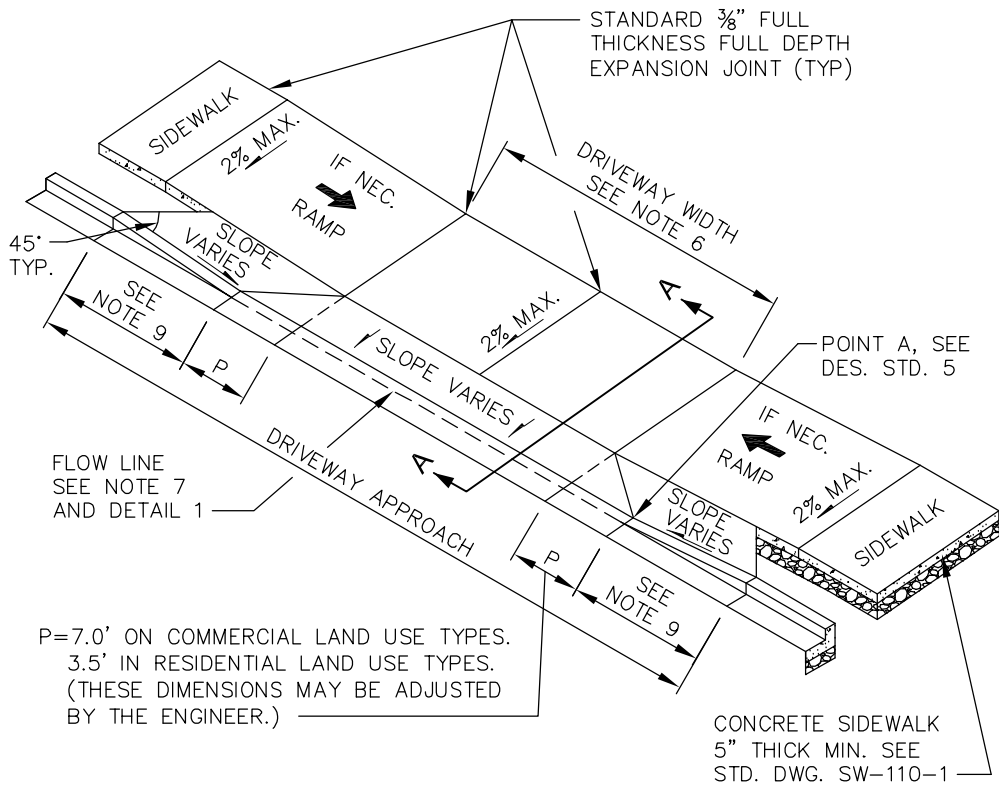 STANDARD ⅜" FULL
THICKNESS FULL DEPTH
EXPANSION JOINT (TYP)
SIDEWALK
2% MAX.
IF NEC.
RAMP
DRIVEWAY WIDTH
SEE NOTE 6
45°
TYP.
SLOPE
VARIES
SEE
NOTE 9
P
2% MAX.
A
SLOPE VARIES
POINT A, SEE
DES. STD. 5
IF NEC.
RAMP
2% MAX.
SIDEWALK
FLOW LINE
SEE NOTE 7
AND DETAIL 1
A
DRIVEWAY APPROACH
SLOPE
VARIES
P
SEE
NOTE 9
P=7.0' ON COMMERCIAL LAND USE TYPES.
3.5' IN RESIDENTIAL LAND USE TYPES.
(THESE DIMENSIONS MAY BE ADJUSTED
BY THE ENGINEER.)
CONCRETE SIDEWALK
5" THICK MIN. SEE
STD. DWG. SW-110-1